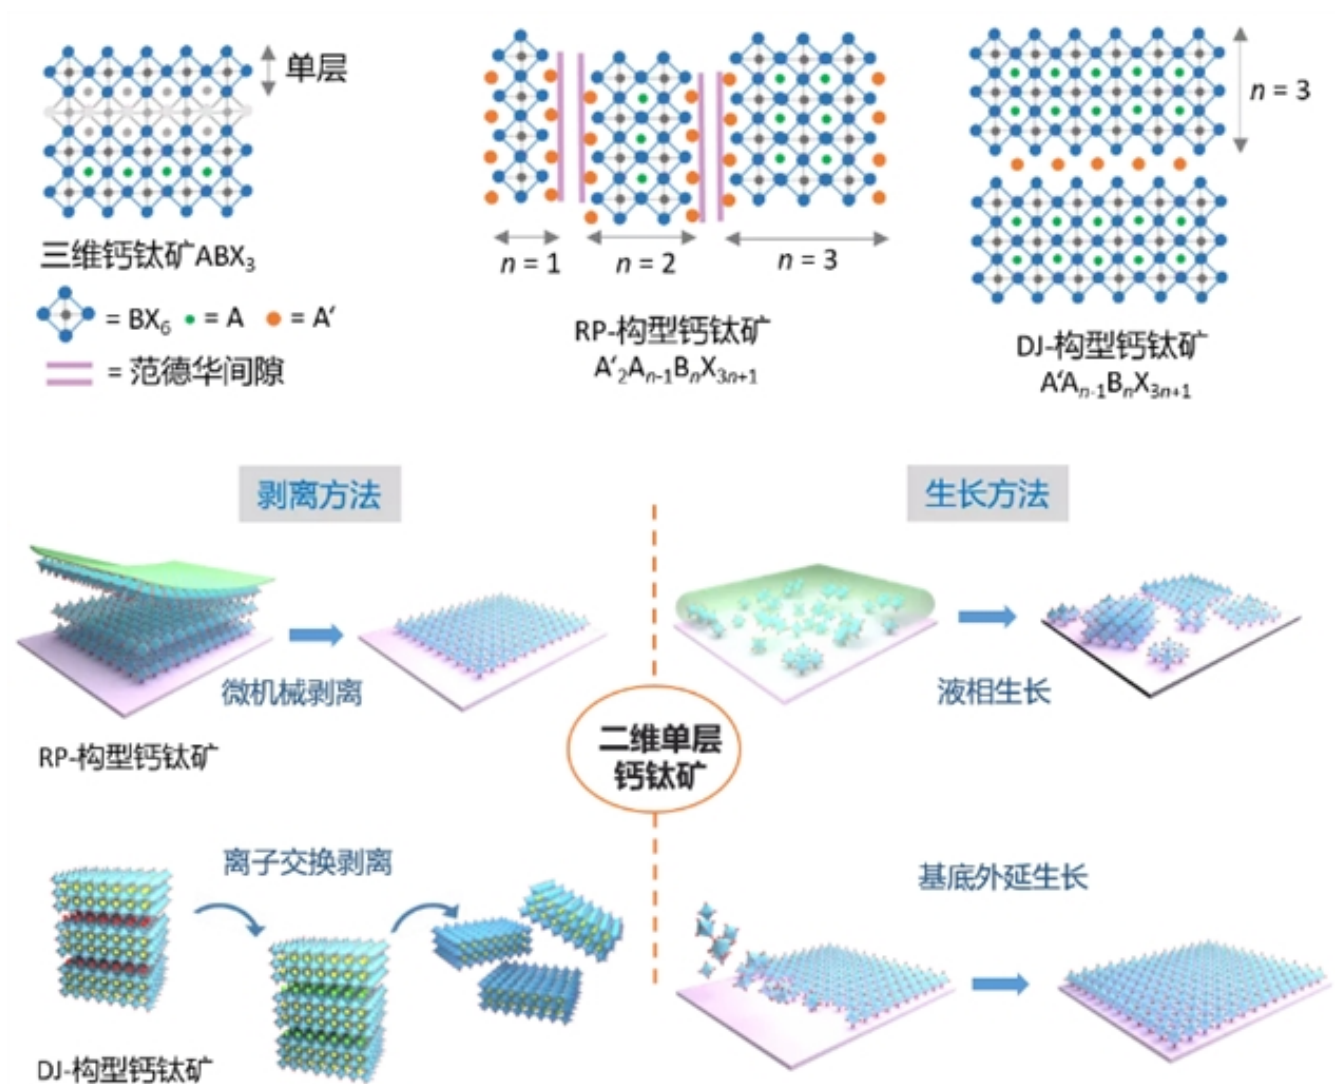 单层
三维钙钛矿ABX₃
= BX₆ = A = A‘
= 范德华间隙
n = 1
n = 2
n = 3
RP-构型钙钛矿
A‘₂Aₙ₋₁BₙX₃ₙ₊₁
n = 3
DJ-构型钙钛矿
A‘Aₙ₋₁BₙX₃ₙ₊₁
剥离方法
生长方法
微机械剥离
RP-构型钙钛矿
液相生长
二维单层
钙钛矿
离子交换剥离
DJ-构型钙钛矿
基底外延生长